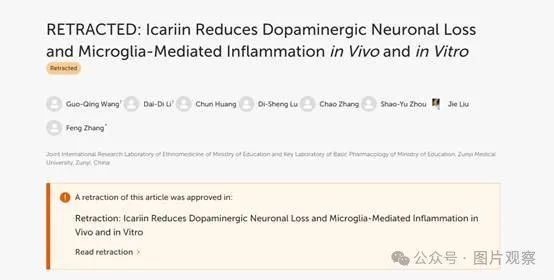 RETRACTED: Icariin Reduces Dopaminergic Neuronal Loss
and Microglia-Mediated Inflammation in Vivo and in Vitro
Retracted
Guo-Qing Wang† Dai-Di Li† Chun Huang Di-Sheng Lu Chao Zhang Shao-Yu Zhou Jie Liu
Feng Zhang*
Joint International Research Laboratory of Ethnomedicine of Ministry of Education and Key Laboratory of Basic Pharmacology of Ministry of Education, Zunyi Medical
University, Zunyi, China
A retraction of this article was approved in:
Retraction: Icariin Reduces Dopaminergic Neuronal Loss and Microglia-Mediated Inflammation in
Vivo and in Vitro
Read retraction >
公众号 · 图片观察